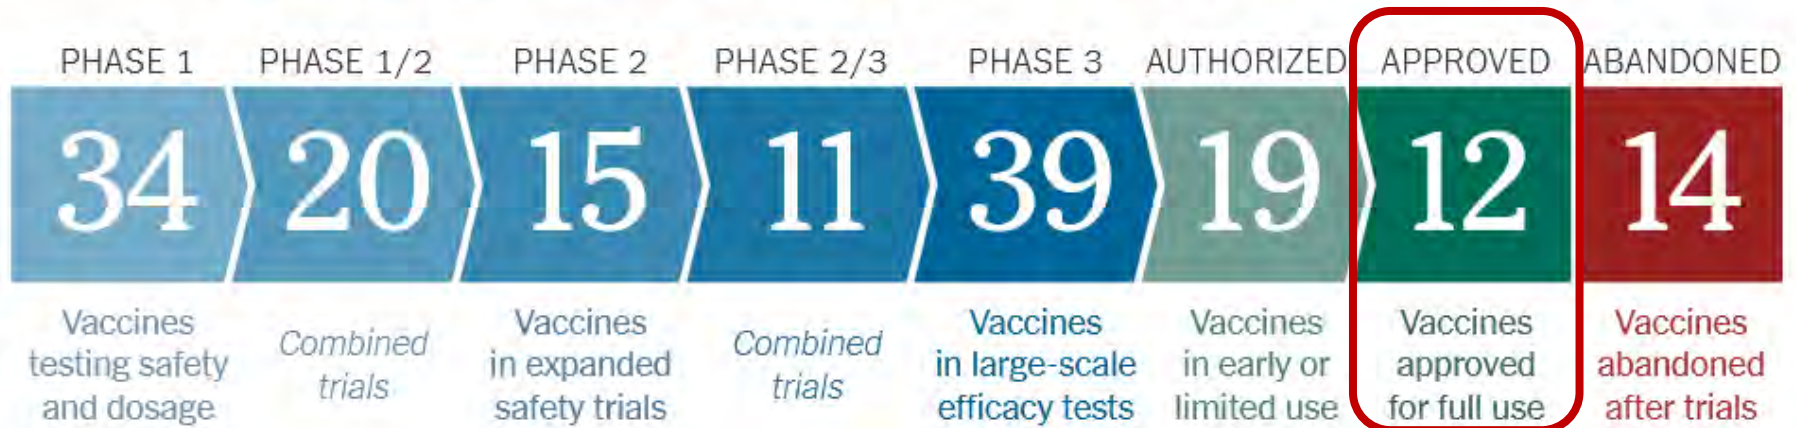 PHASE 1
PHASE 1/2
PHASE 2
PHASE 2/3
PHASE 3
AUTHORIZED
APPROVED
ABANDONED
34
20
15
11
39
19
12
14
Vaccines
testing safety
and dosage
Combined
trials
Vaccines
in expanded
safety trials
Combined
trials
Vaccines
in large-scale
efficacy tests
Vaccines
in early or
limited use
Vaccines
approved
for full use
Vaccines
abandoned
after trials